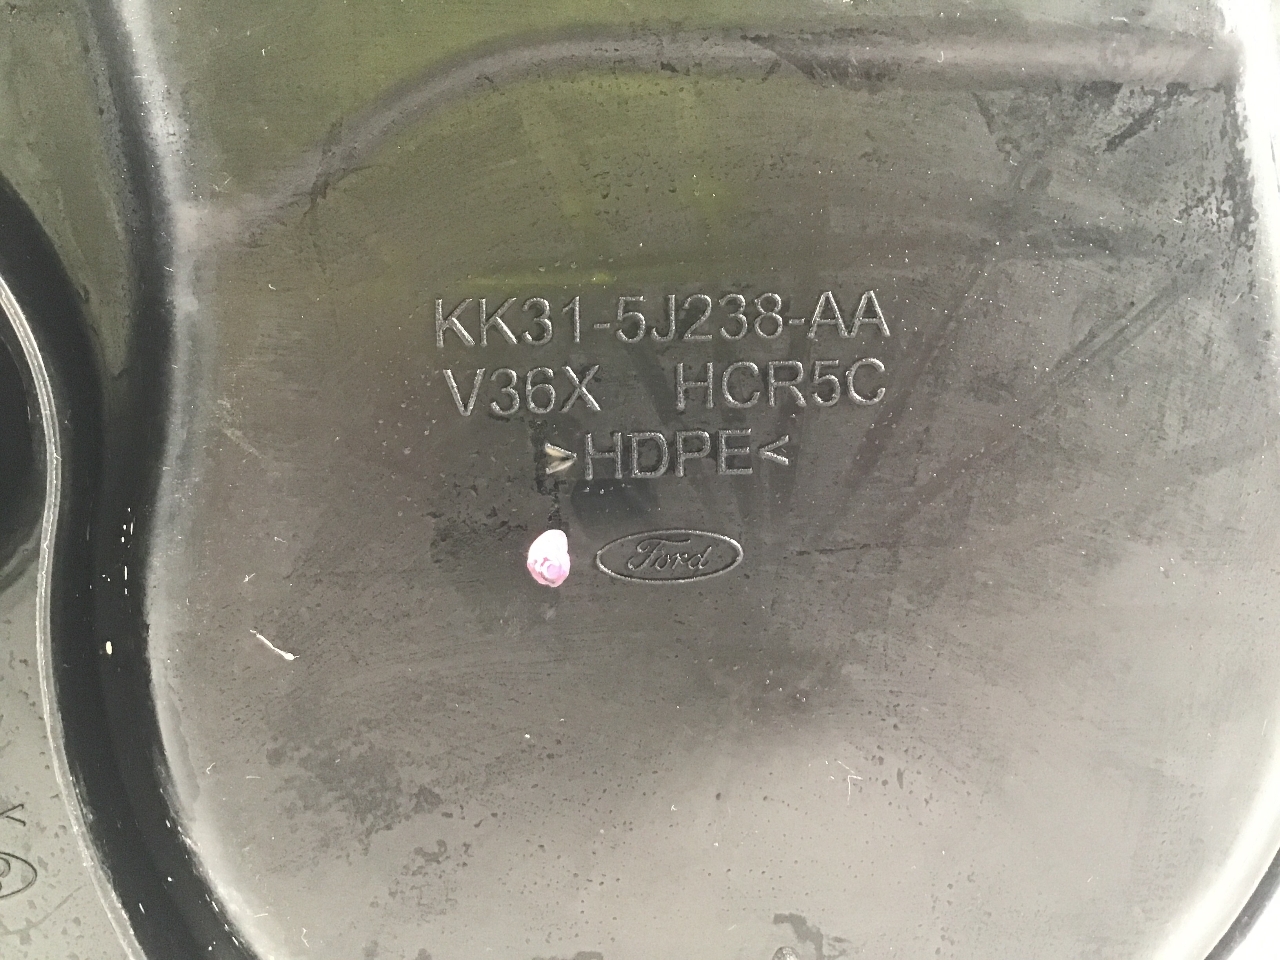 KK31-5J238-AA
V36X HCR5C
>HDPE<
Ford